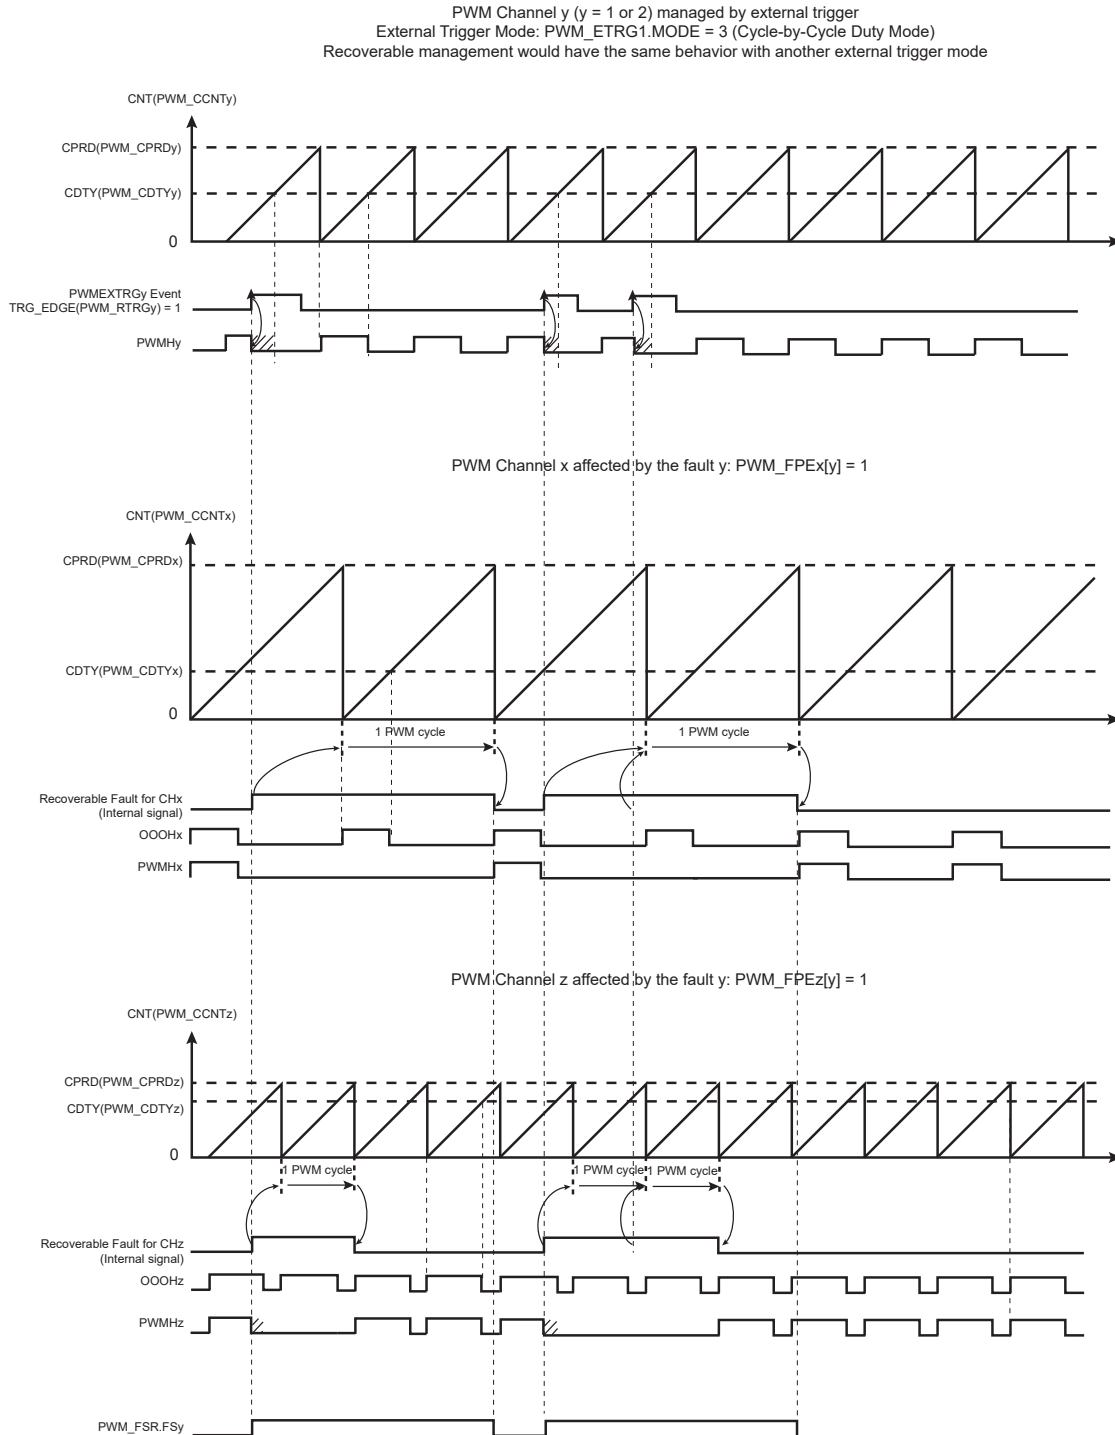 PWM Channel y (y = 1 or 2) managed by external trigger
External Trigger Mode: PWM_ETRG1.MODE = 3 (Cycle-by-Cycle Duty Mode)
Recoverable management would have the same behavior with another external trigger mode
CNT(PWM_CCNTy)
CPRD(PWM_CPRDy)
CDTY(PWM_CDTYy)
0
PWMEXTRGy Event
TRG_EDGE(PWM_RTRGy) = 1
PWMHy
PWM Channel x affected by the fault y: PWM_FPEx[y] = 1
CNT(PWM_CCNTx)
CPRD(PWM_CPRDx)
CDTY(PWM_CDTYx)
0
1 PWM cycle
1 PWM cycle
Recoverable Fault for CHx
(Internal signal)
OOOHx
PWMHx
PWM Channel z affected by the fault y: PWM_FPEz[y] = 1
CNT(PWM_CCNTz)
CPRD(PWM_CPRDz)
CDTY(PWM_CDTYz)
0
1 PWM cycle
1 PWM cycle
1 PWM cycle
Recoverable Fault for CHz
(Internal signal)
OOOHz
PWMHz
PWM_FSR.FSy